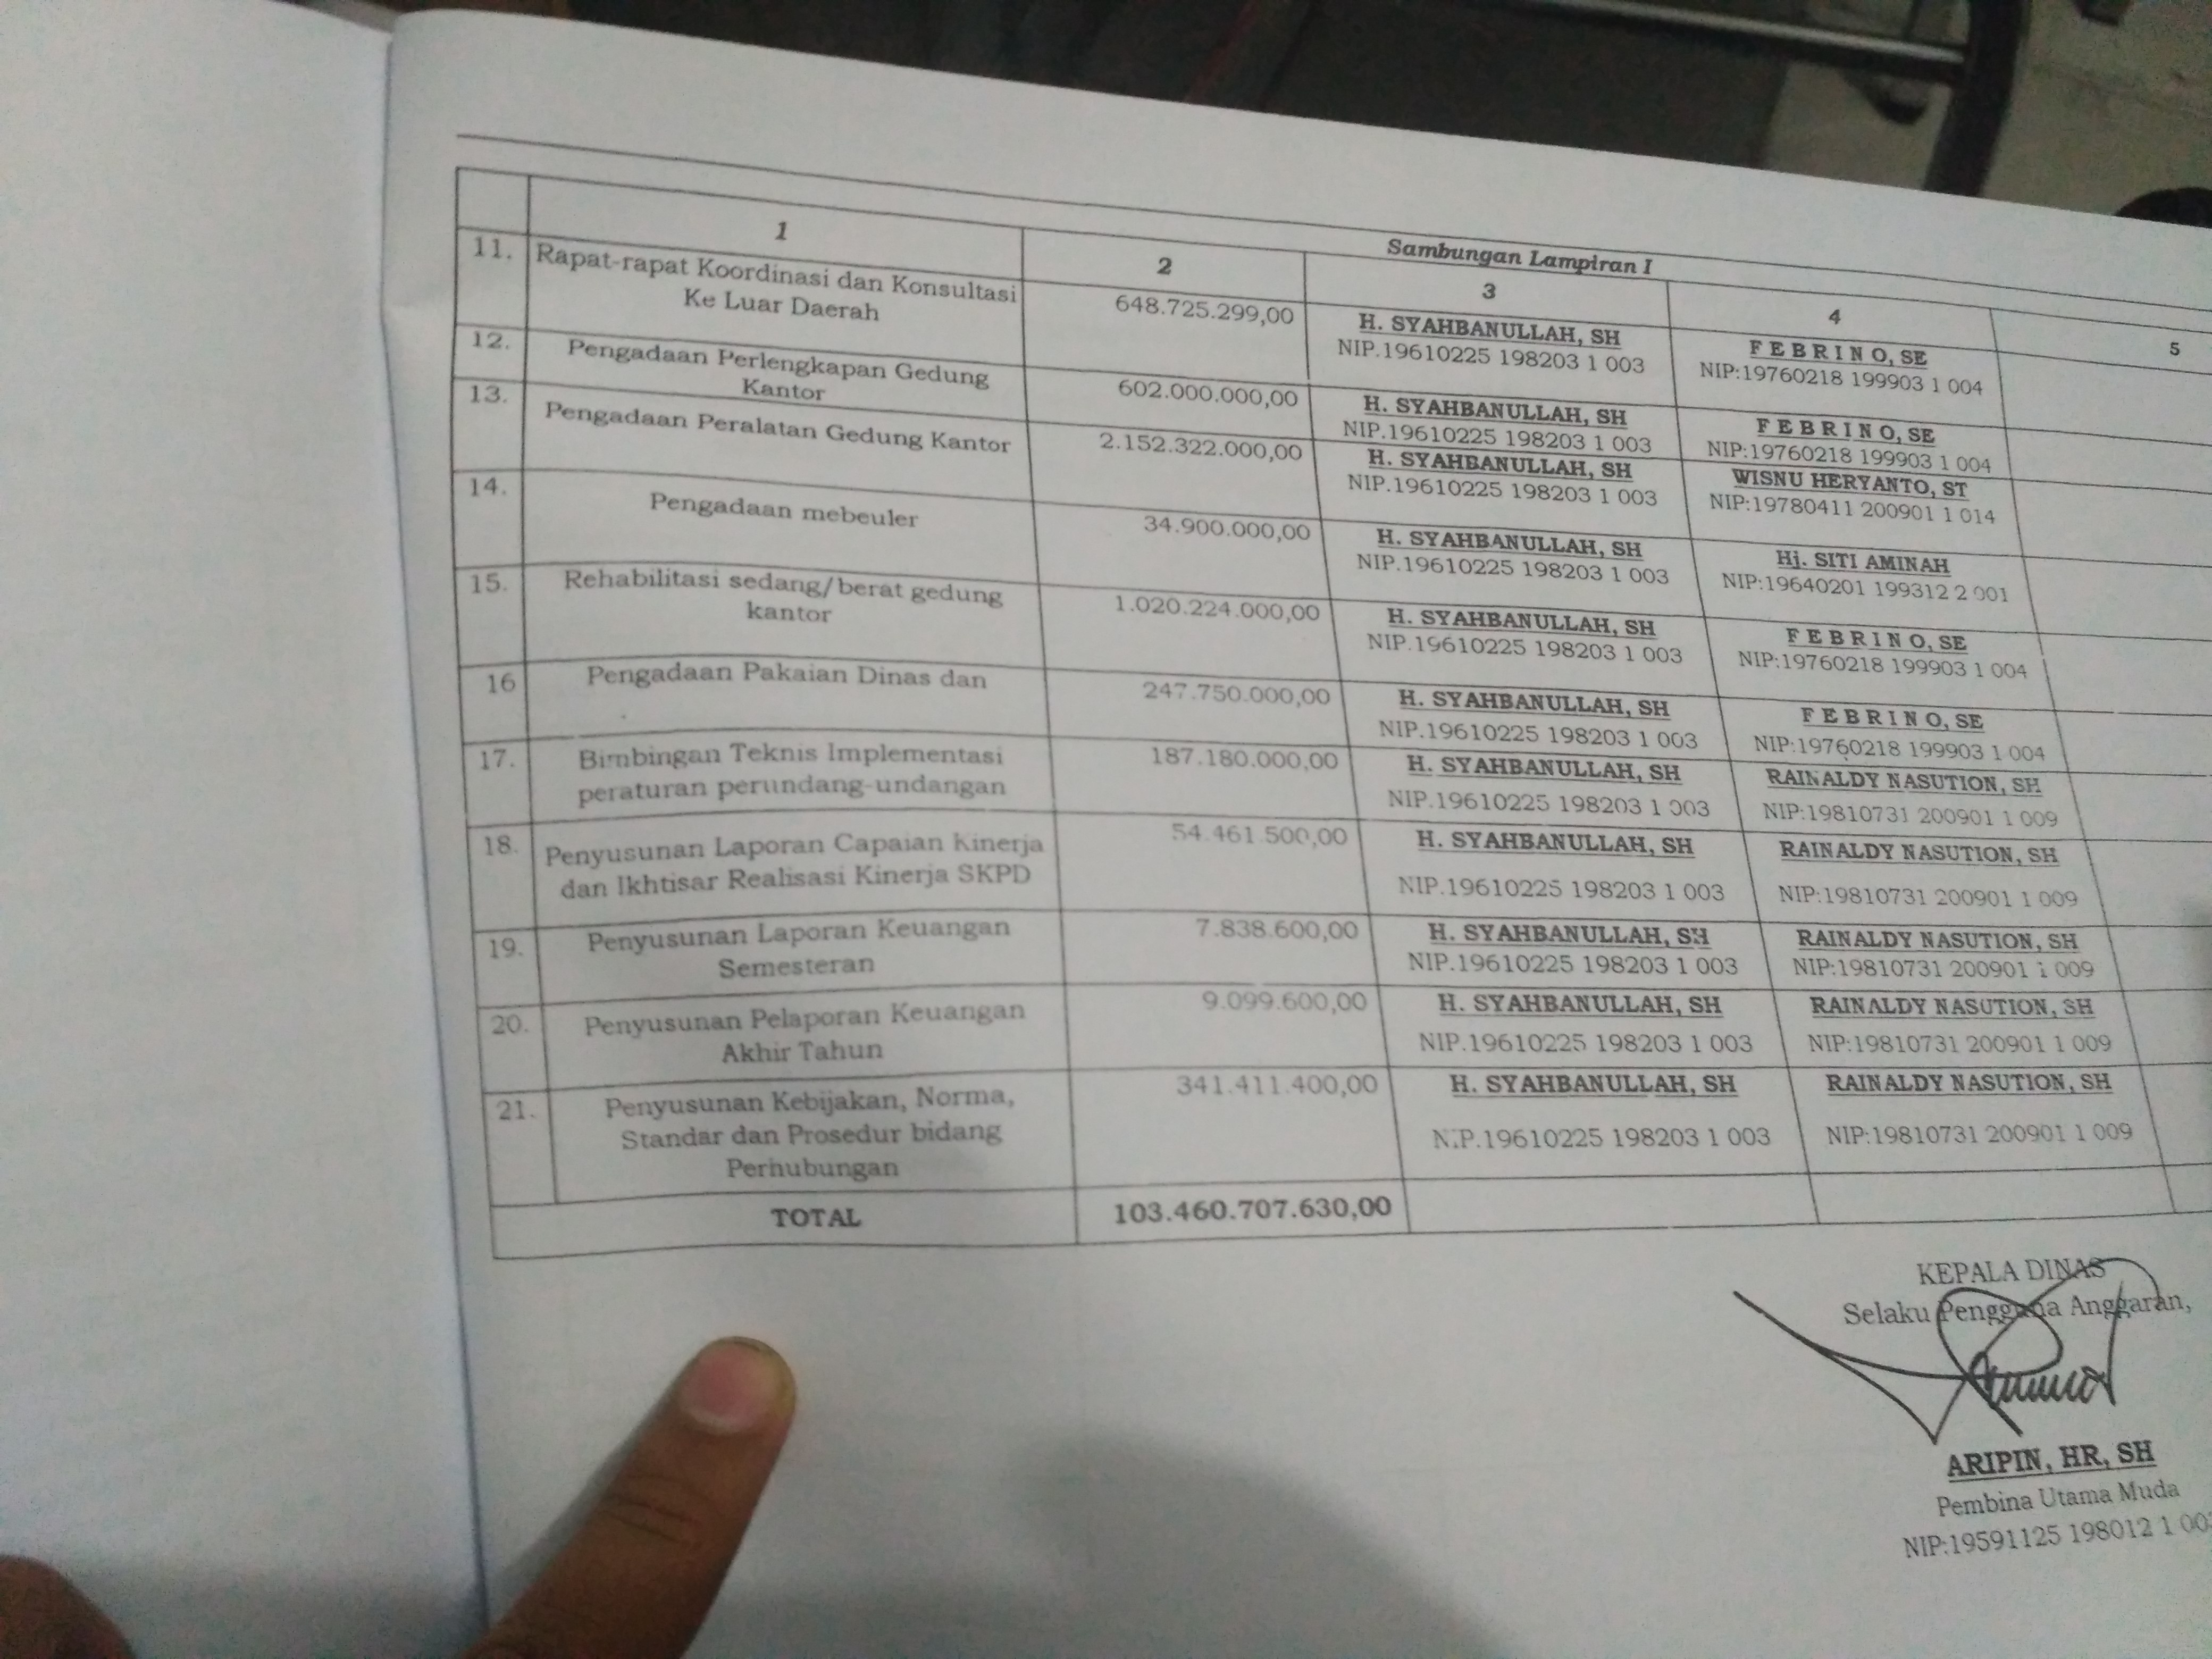 Sambungan Lampiran I
1 2 3 4 5
11. Rapat-rapat Koordinasi dan Konsultasi
Ke Luar Daerah
648.725.299,00
H. SYAHBANULLAH, SH
NIP.19610225 198203 1 003
F E B R I N O, SE
NIP:19760218 199903 1 004
12. Pengadaan Perlengkapan Gedung
Kantor
602.000.000,00
H. SYAHBANULLAH, SH
NIP.19610225 198203 1 003
F E B R I N O, SE
NIP:19760218 199903 1 004
13. Pengadaan Peralatan Gedung Kantor
2.152.322.000,00
H. SYAHBANULLAH, SH
NIP.19610225 198203 1 003
WISNU HERYANTO, ST
NIP:19780411 200901 1 014
14. Pengadaan mebeuler
34.900.000,00
H. SYAHBANULLAH, SH
NIP.19610225 198203 1 003
Hj. SITI AMINAH
NIP:19640201 199312 2 001
15. Rehabilitasi sedang/berat gedung
kantor
1.020.224.000,00
H. SYAHBANULLAH, SH
NIP.19610225 198203 1 003
F E B R I N O, SE
NIP:19760218 199903 1 004
16 Pengadaan Pakaian Dinas dan
247.750.000,00
H. SYAHBANULLAH, SH
NIP.19610225 198203 1 003
F E B R I N O, SE
NIP:19760218 199903 1 004
17. Bimbingan Teknis Implementasi
peraturan perundang-undangan
187.180.000,00
H. SYAHBANULLAH, SH
NIP.19610225 198203 1 003
RAINALDY NASUTION, SH
NIP:19810731 200901 1 009
18. Penyusunan Laporan Capaian Kinerja
dan Ikhtisar Realisasi Kinerja SKPD
54.461.500,00
H. SYAHBANULLAH, SH
NIP.19610225 198203 1 003
RAINALDY NASUTION, SH
NIP:19810731 200901 1 009
19. Penyusunan Laporan Keuangan
Semesteran
7.838.600,00
H. SYAHBANULLAH, SH
NIP.19610225 198203 1 003
RAINALDY NASUTION, SH
NIP:19810731 200901 1 009
20. Penyusunan Pelaporan Keuangan
Akhir Tahun
9.099.600,00
H. SYAHBANULLAH, SH
NIP.19610225 198203 1 003
RAINALDY NASUTION, SH
NIP:19810731 200901 1 009
21. Penyusunan Kebijakan, Norma,
Standar dan Prosedur bidang
Perhubungan
341.411.400,00
H. SYAHBANULLAH, SH
NIP.19610225 198203 1 003
RAINALDY NASUTION, SH
NIP:19810731 200901 1 009
TOTAL 103.460.707.630,00
KEPALA DINAS
Selaku Pengguna Anggaran,
ARIPIN, HR, SH
Pembina Utama Muda
NIP:19591125 198012 1